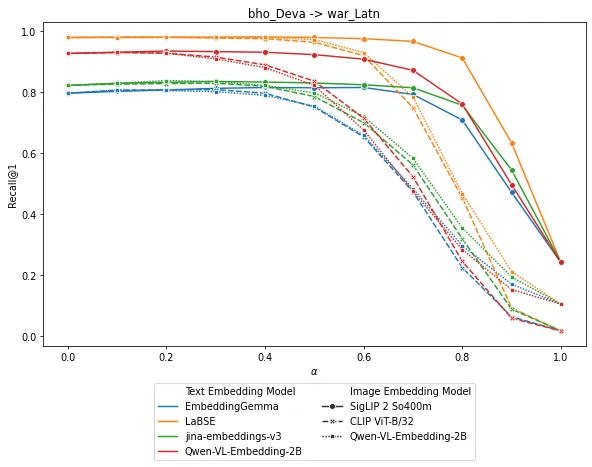 bho_Deva -> war_Latn
Recall@1
1.0
0.8
0.6
0.4
0.2
0.0
0.0 0.2 0.4 0.6 0.8 1.0
α
Text Embedding Model
EmbeddingGemma
LaBSE
jina-embeddings-v3
Qwen-VL-Embedding-2B
Image Embedding Model
SigLIP 2 So400m
CLIP ViT-B/32
Qwen-VL-Embedding-2B